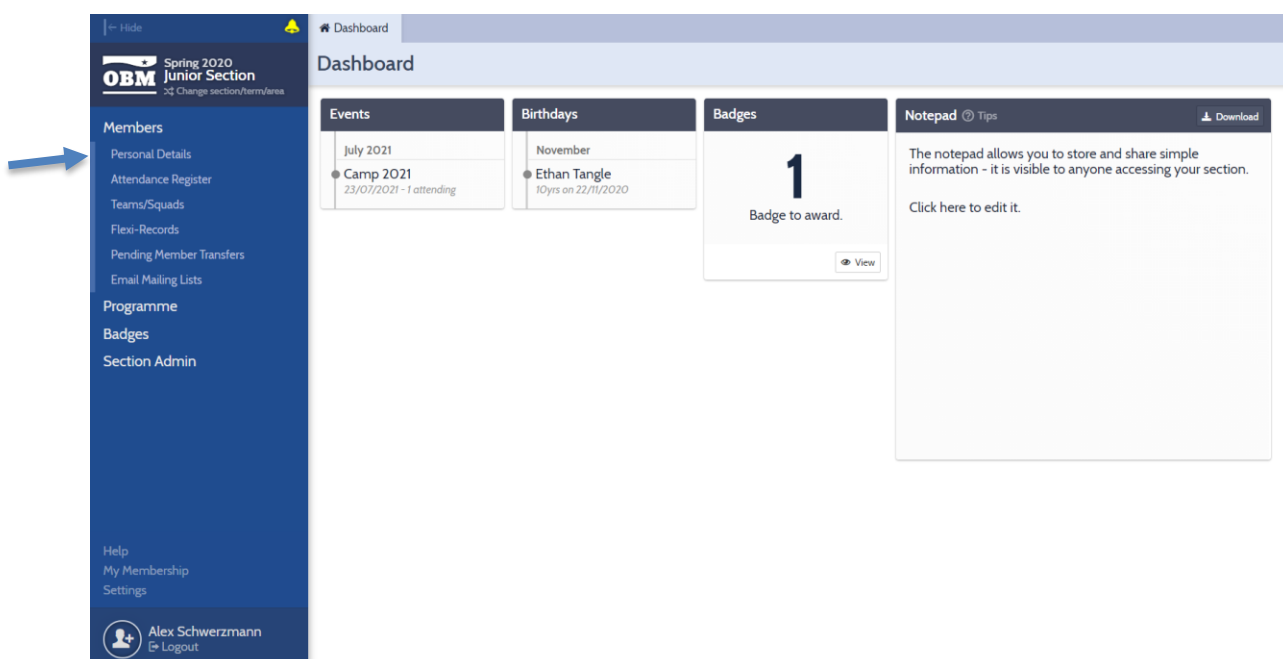 ← Hide
OBM
Spring 2020
Junior Section
Change section/term/area
Members
Personal Details
Attendance Register
Teams/Squads
Flexi-Records
Pending Member Transfers
Email Mailing Lists
Programme
Badges
Section Admin
Help
My Membership
Settings
Alex Schwerzmann
Logout
Dashboard
Dashboard
Events
July 2021
Camp 2021
23/07/2021 - 1 attending
Birthdays
November
Ethan Tangle
10yrs on 22/11/2020
Badges
1
Badge to award.
View
Notepad ? Tips
Download
The notepad allows you to store and share simple
information - it is visible to anyone accessing your section.
Click here to edit it.